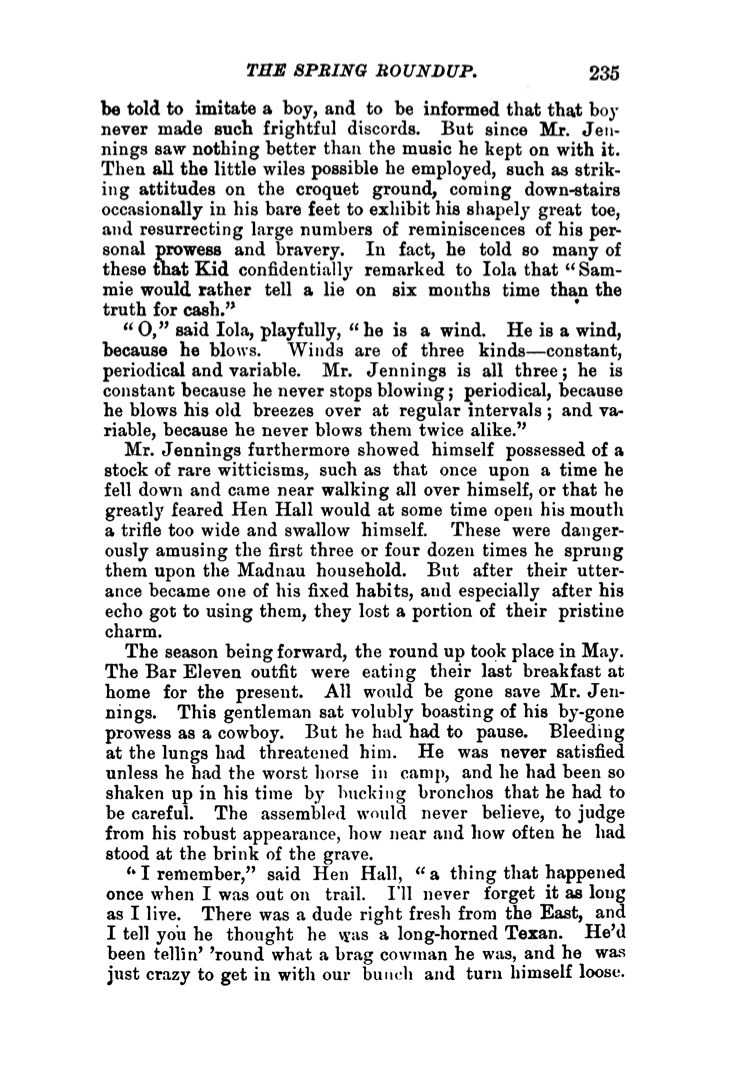 THE SPRING ROUNDUP. 235
be told to imitate a boy, and to be informed that that boy
never made such frightful discords. But since Mr. Jen-
nings saw nothing better than the music he kept on with it.
Then all the little wiles possible he employed, such as strik-
ing attitudes on the croquet ground, coming down-stairs
occasionally in his bare feet to exhibit his shapely great toe,
and resurrecting large numbers of reminiscences of his per-
sonal prowess and bravery. In fact, he told so many of
these that Kid confidentially remarked to Iola that “Sam-
mie would rather tell a lie on six months time than the
truth for cash.”
“O,” said Iola, playfully, “he is a wind. He is a wind,
because he blows. Winds are of three kinds—constant,
periodical and variable. Mr. Jennings is all three; he is
constant because he never stops blowing; periodical, because
he blows his old breezes over at regular intervals; and va-
riable, because he never blows them twice alike.”
Mr. Jennings furthermore showed himself possessed of a
stock of rare witticisms, such as that once upon a time he
fell down and came near walking all over himself, or that he
greatly feared Hen Hall would at some time open his mouth
a trifle too wide and swallow himself. These were danger-
ously amusing the first three or four dozen times he sprung
them upon the Madnau household. But after their utter-
ance became one of his fixed habits, and especially after his
echo got to using them, they lost a portion of their pristine
charm.
The season being forward, the round up took place in May.
The Bar Eleven outfit were eating their last breakfast at
home for the present. All would be gone save Mr. Jen-
nings. This gentleman sat volubly boasting of his by-gone
prowess as a cowboy. But he had had to pause. Bleeding
at the lungs had threatened him. He was never satisfied
unless he had the worst horse in camp, and he had been so
shaken up in his time by bucking bronchos that he had to
be careful. The assembled would never believe, to judge
from his robust appearance, how near and how often he had
stood at the brink of the grave.
“I remember,” said Hen Hall, “a thing that happened
once when I was out on trail. I'll never forget it as long
as I live. There was a dude right fresh from the East, and
I tell you he thought he was a long-horned Texan. He'd
been tellin' 'round what a brag cowman he was, and he was
just crazy to get in with our bunch and turn himself loose.